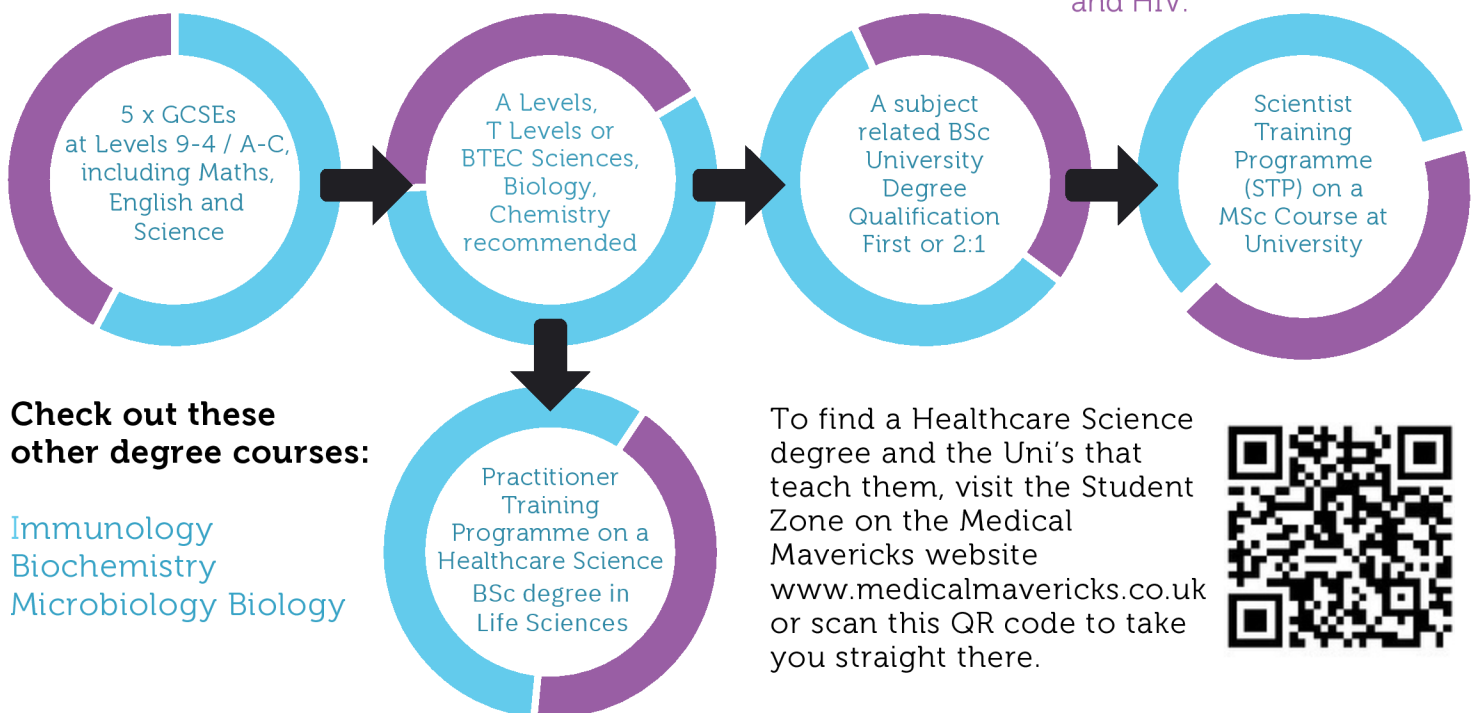 and HIV.
5 x GCSEs
at Levels 9-4 / A-C,
including Maths,
English and
Science
A Levels,
T Levels or
BTEC Sciences,
Biology,
Chemistry
recommended
A subject
related BSc
University
Degree
Qualification
First or 2:1
Scientist
Training
Programme
(STP) on a
MSc Course at
University
Check out these
other degree courses:
Immunology
Biochemistry
Microbiology Biology
Practitioner
Training
Programme on a
Healthcare Science
BSc degree in
Life Sciences
To find a Healthcare Science
degree and the Uni’s that
teach them, visit the Student
Zone on the Medical
Mavericks website
www.medicalmavericks.co.uk
or scan this QR code to take
you straight there.